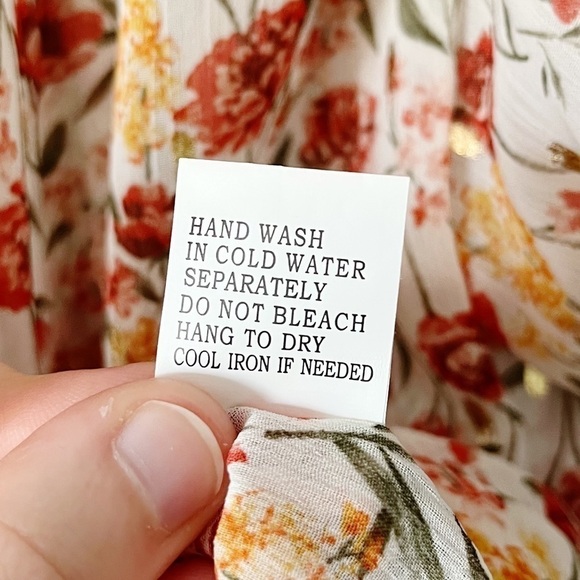 HAND WASH
IN COLD WATER
SEPARATELY
DO NOT BLEACH
HANG TO DRY
COOL IRON IF NEEDED